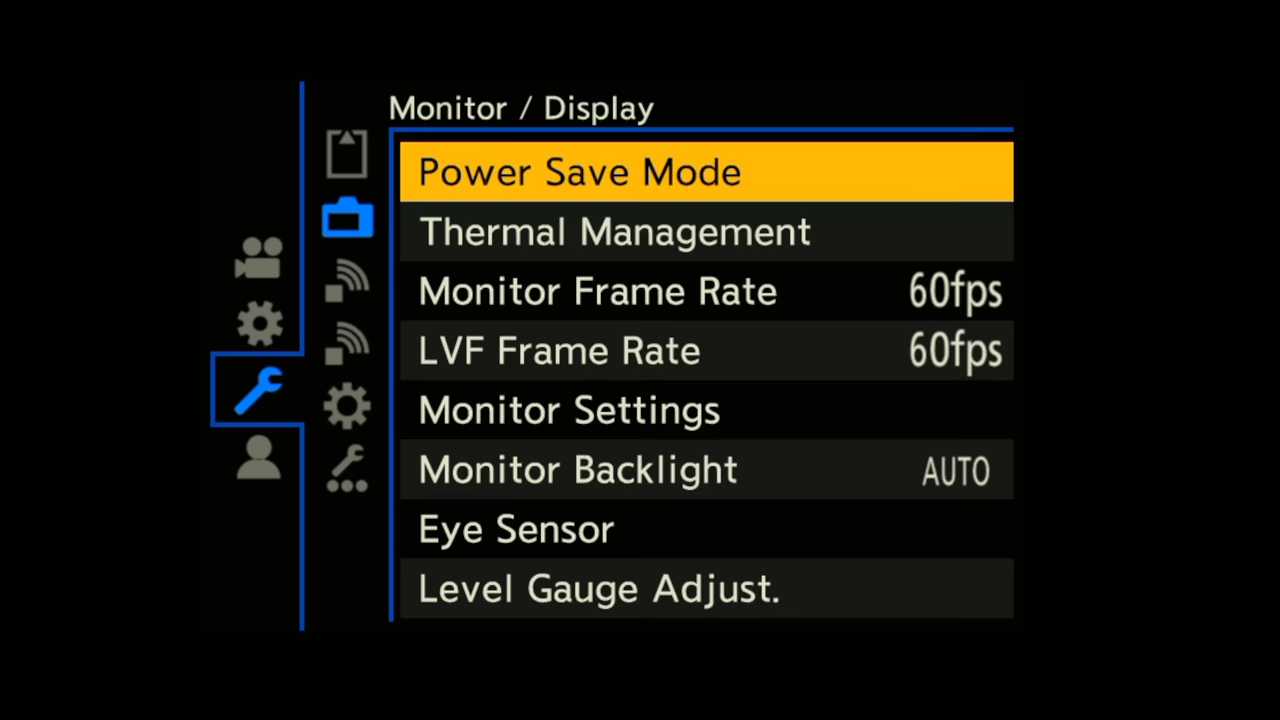 Monitor / Display
Power Save Mode
Thermal Management
Monitor Frame Rate 60fps
LVF Frame Rate 60fps
Monitor Settings
Monitor Backlight AUTO
Eye Sensor
Level Gauge Adjust.